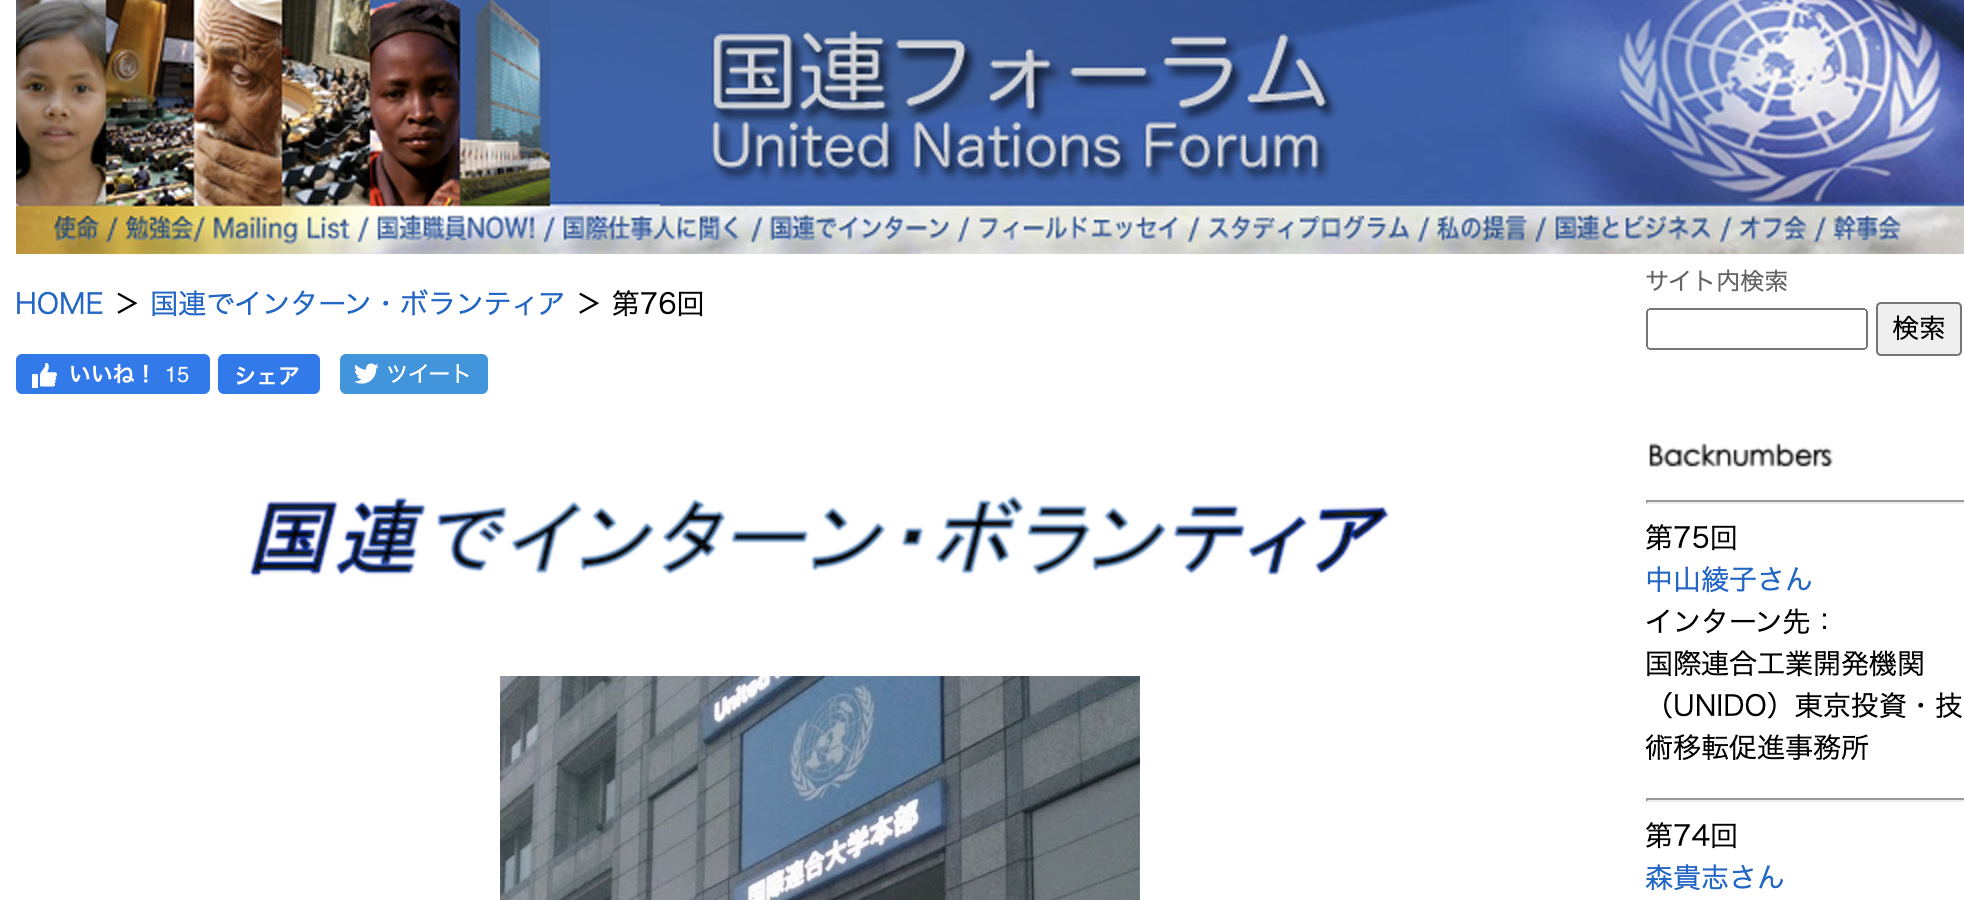 国連フォーラム
United Nations Forum
使命 / 勉強会/ Mailing List / 国連職員NOW! / 国際仕事人に聞く / 国連でインターン / フィールドエッセイ / スタディプログラム / 私の提言 / 国連とビジネス / オフ会 / 幹事会
HOME ＞ 国連でインターン・ボランティア ＞ 第76回
いいね！ 15 シェア ツイート
国連でインターン・ボランティア
国際連合大学本部
サイト内検索
検索
Backnumbers
第75回
中山綾子さん
インターン先：
国際連合工業開発機関
（UNIDO）東京投資・技
術移転促進事務所
第74回
森貴志さん